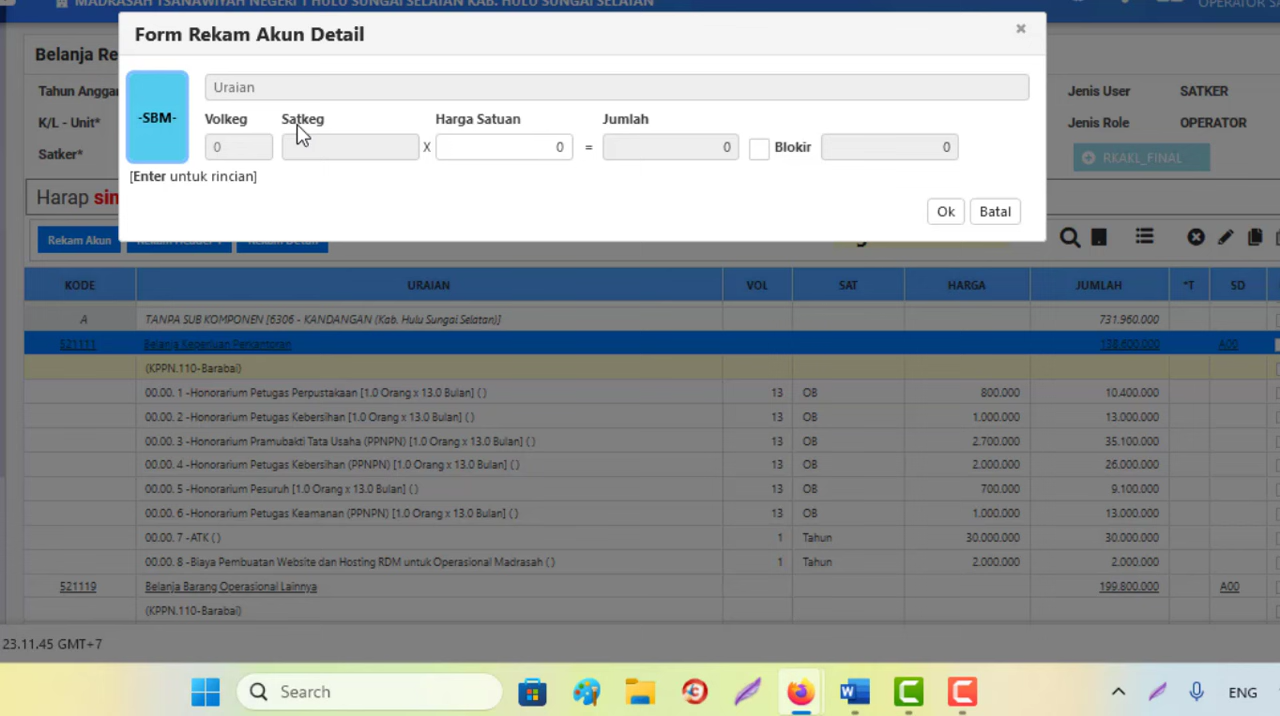 MADRASAH TSANAWIYAH NEGERI 1 HULU SUNGAI SELATAN KAB. HULU SUNGAI SELATAN
OPERATOR SA
Form Rekam Akun Detail ×
Belanja Re
-SBM-
Uraian
Volkeg Satkeg Harga Satuan Jumlah
0 X 0 = 0 Blokir 0
[Enter untuk rincian]
Ok Batal
Tahun Anggar
K/L - Unit*
Satker*
Jenis User SATKER
Jenis Role OPERATOR
RKAKL_FINAL
Harap sin
Rekam Akun Rekam Header 1 Rekam Detail
KODE URAIAN VOL SAT HARGA JUMLAH *T SD
A TANPA SUB KOMPONEN [6306 - KANDANGAN (Kab. Hulu Sungai Selatan)] 731.960.000
521111 Belanja Keperluan Perkantoran 138.600.000 A00
(KPPN.110-Barabai)
00.00. 1 -Honorarium Petugas Perpustakaan [1.0 Orang x 13.0 Bulan] ( ) 13 OB 800.000 10.400.000
00.00. 2 -Honorarium Petugas Kebersihan [1.0 Orang x 13.0 Bulan] ( ) 13 OB 1.000.000 13.000.000
00.00. 3 -Honorarium Pramubakti Tata Usaha (PPNPN) [1.0 Orang x 13.0 Bulan] ( ) 13 OB 2.700.000 35.100.000
00.00. 4 -Honorarium Petugas Kebersihan (PPNPN) [1.0 Orang x 13.0 Bulan] ( ) 13 OB 2.000.000 26.000.000
00.00. 5 -Honorarium Pesuruh [1.0 Orang x 13.0 Bulan] ( ) 13 OB 700.000 9.100.000
00.00. 6 -Honorarium Petugas Keamanan (PPNPN) [1.0 Orang x 13.0 Bulan] ( ) 13 OB 1.000.000 13.000.000
00.00. 7 -ATK ( ) 1 Tahun 30.000.000 30.000.000
00.00. 8 -Biaya Pembuatan Website dan Hosting RDM untuk Operasional Madrasah ( ) 1 Tahun 2.000.000 2.000.000
521119 Belanja Barang Operasional Lainnya 199.800.000 A00
(KPPN.110-Barabai)
23.11.45 GMT+7
Search
ENG